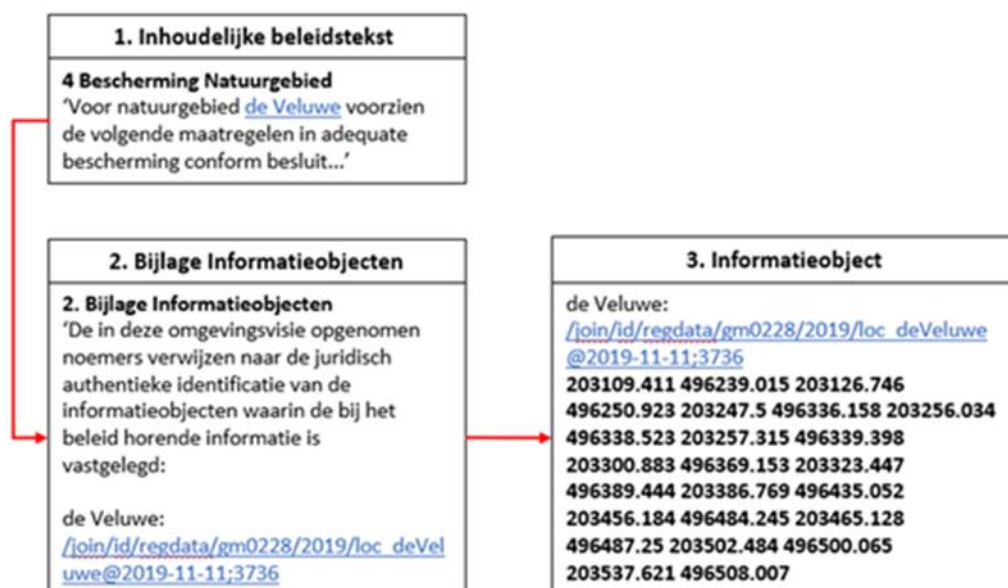 1. Inhoudelijke beleidstekst
4 Bescherming Natuurgebied
‘Voor natuurgebied de Veluwe voorzien
de volgende maatregelen in adequate
bescherming conform besluit...’
2. Bijlage Informatieobjecten
2. Bijlage Informatieobjecten
‘De in deze omgevingsvisie opgenomen
noemers verwijzen naar de juridisch
authentieke identificatie van de
informatieobjecten waarin de bij het
beleid horende informatie is
vastgelegd:
de Veluwe:
/join/id/regdata/gm0228/2019/loc_deVel
uwe@2019-11-11;3736
3. Informatieobject
de Veluwe:
/join/id/regdata/gm0228/2019/loc_deVeluwe
@2019-11-11;3736
203109.411 496239.015 203126.746
496250.923 203247.5 496336.158 203256.034
496338.523 203257.315 496339.398
203300.883 496369.153 203323.447
496389.444 203386.769 496435.052
203456.184 496484.245 203465.128
496487.25 203502.484 496500.065
203537.621 496508.007